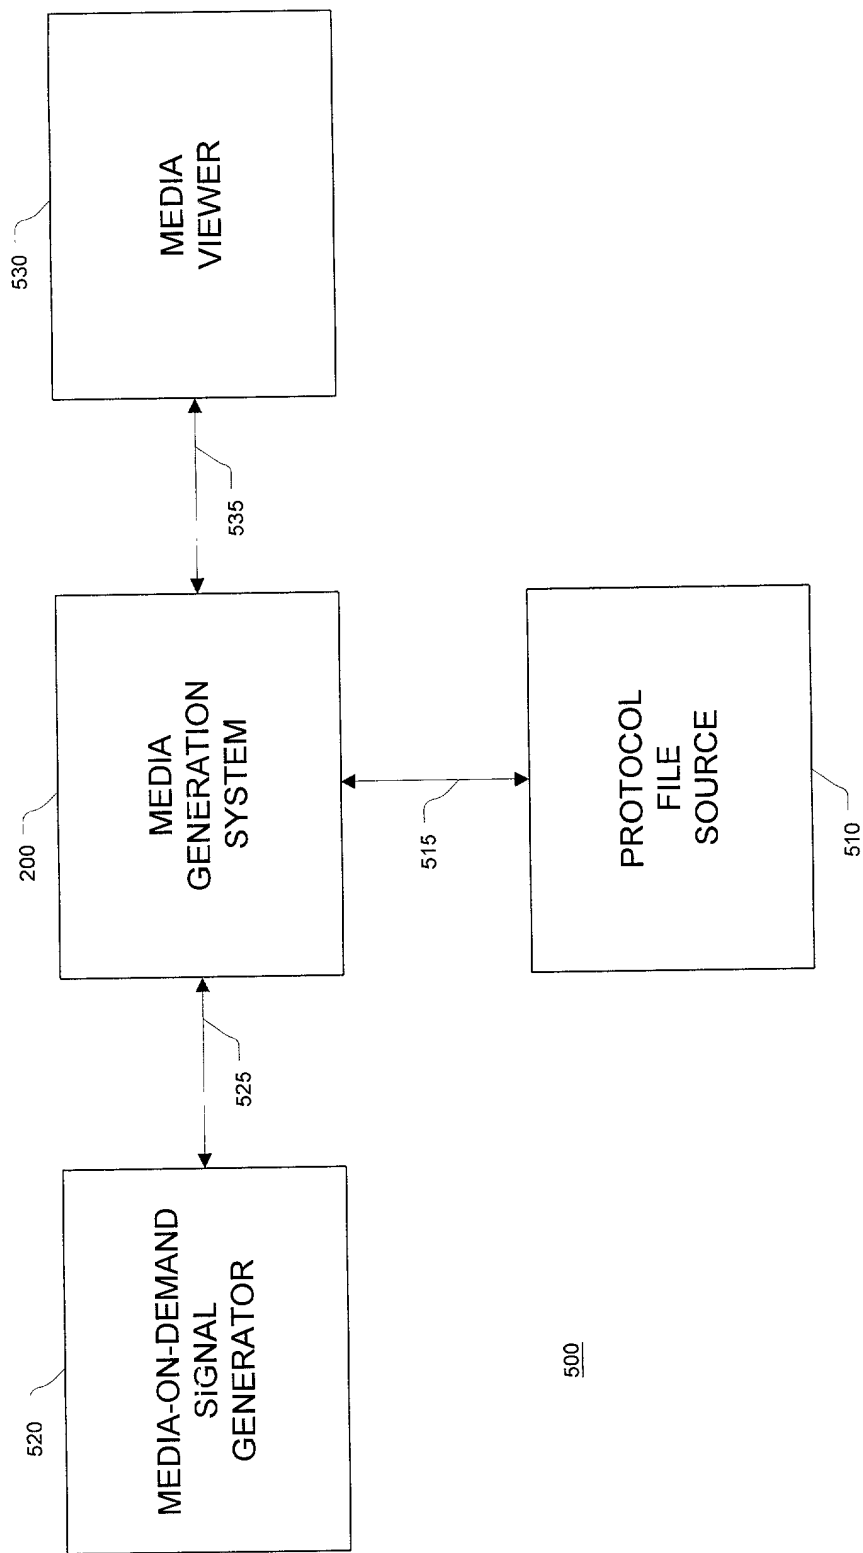 520
MEDIA-ON-DEMAND
SiGNAL
GENERATOR
525
200
MEDIA
GENERATION
SYSTEM
535
530
MEDIA
VIEWER
515
PROTOCOL
FILE
SOURCE
510
500